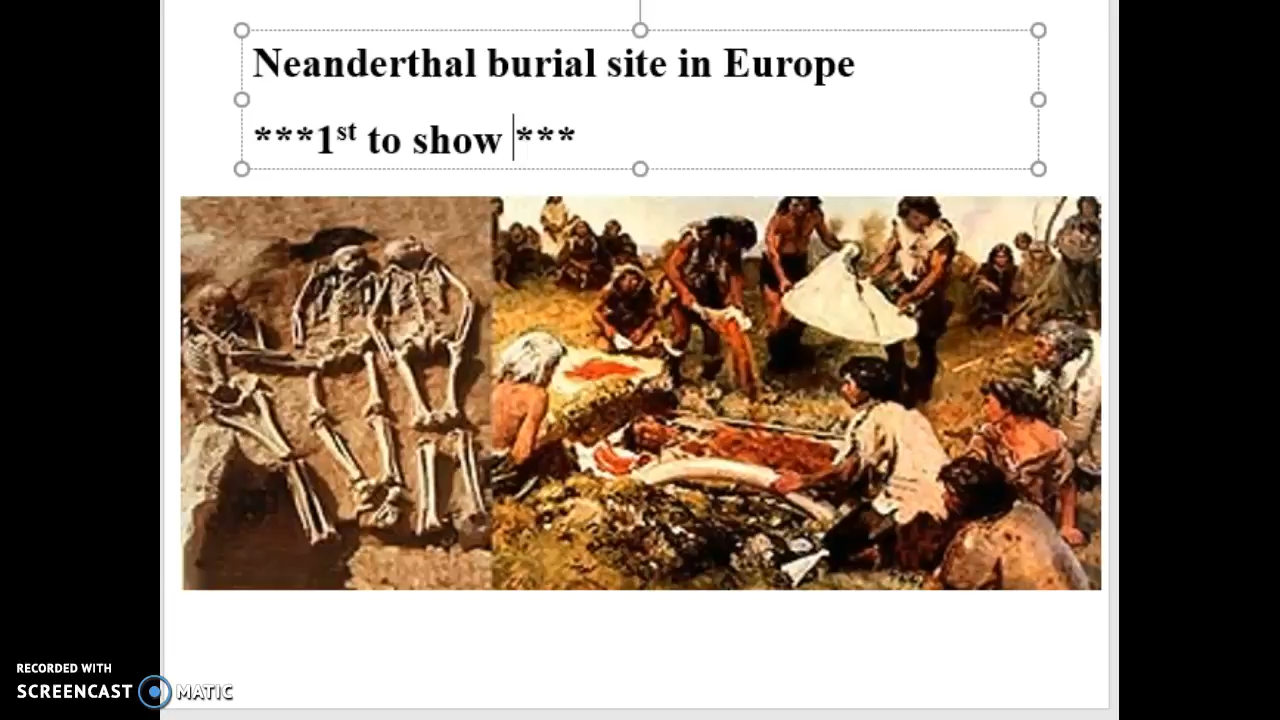 Neanderthal burial site in Europe
***1st to show ***
RECORDED WITH
SCREENCAST MATIC